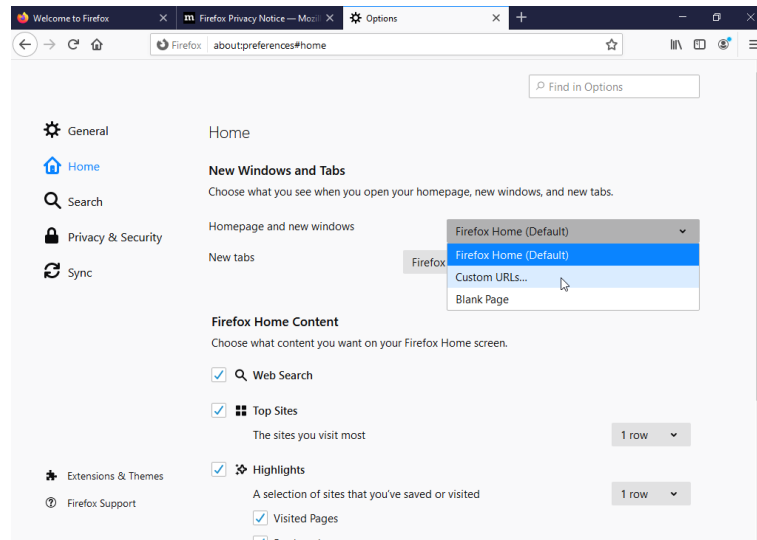 Welcome to Firefox
Firefox Privacy Notice — Mozil
Options
Firefox
about:preferences#home
Find in Options
General
Home
Search
Privacy & Security
Sync
Extensions & Themes
Firefox Support
Home
New Windows and Tabs
Choose what you see when you open your homepage, new windows, and new tabs.
Homepage and new windows
Firefox Home (Default)
Firefox Home (Default)
Custom URLs...
Blank Page
New tabs
Firefox
Firefox Home Content
Choose what content you want on your Firefox Home screen.
Web Search
Top Sites
The sites you visit most
1 row
Highlights
A selection of sites that you've saved or visited
1 row
Visited Pages